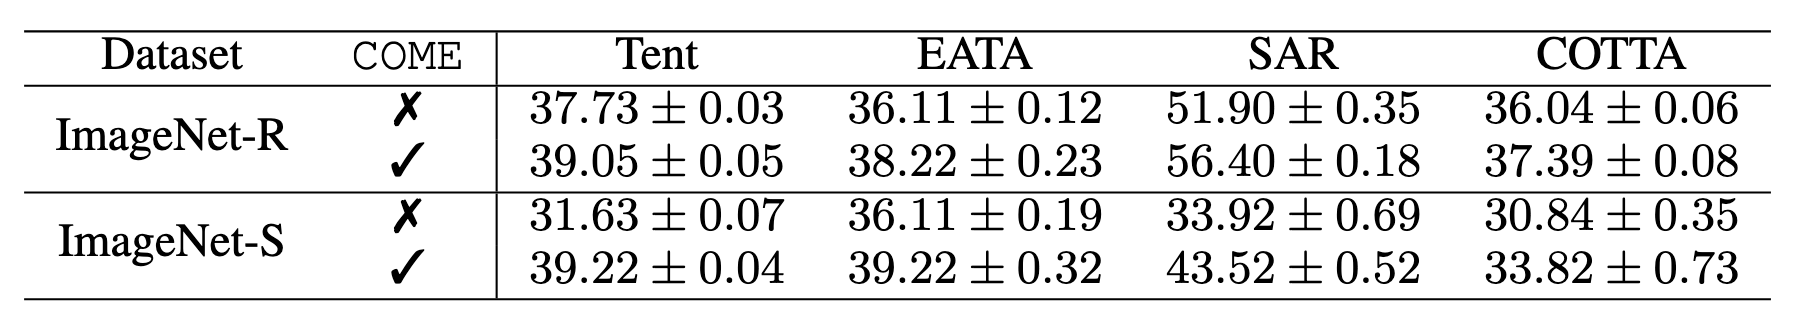 Dataset COME Tent EATA SAR COTTA
ImageNet-R ✗ 37.73 ± 0.03 36.11 ± 0.12 51.90 ± 0.35 36.04 ± 0.06
✓ 39.05 ± 0.05 38.22 ± 0.23 56.40 ± 0.18 37.39 ± 0.08
ImageNet-S ✗ 31.63 ± 0.07 36.11 ± 0.19 33.92 ± 0.69 30.84 ± 0.35
✓ 39.22 ± 0.04 39.22 ± 0.32 43.52 ± 0.52 33.82 ± 0.73